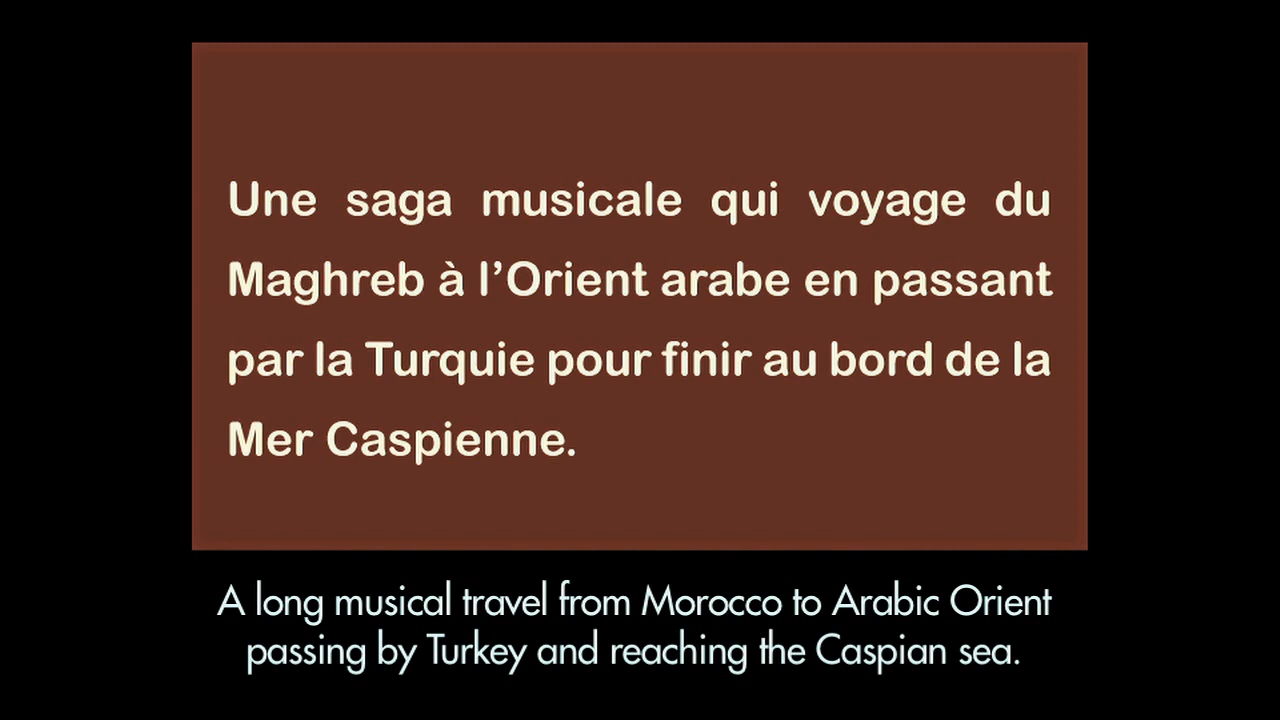 Une saga musicale qui voyage du
Maghreb à l’Orient arabe en passant
par la Turquie pour finir au bord de la
Mer Caspienne.
A long musical travel from Morocco to Arabic Orient
passing by Turkey and reaching the Caspian sea.